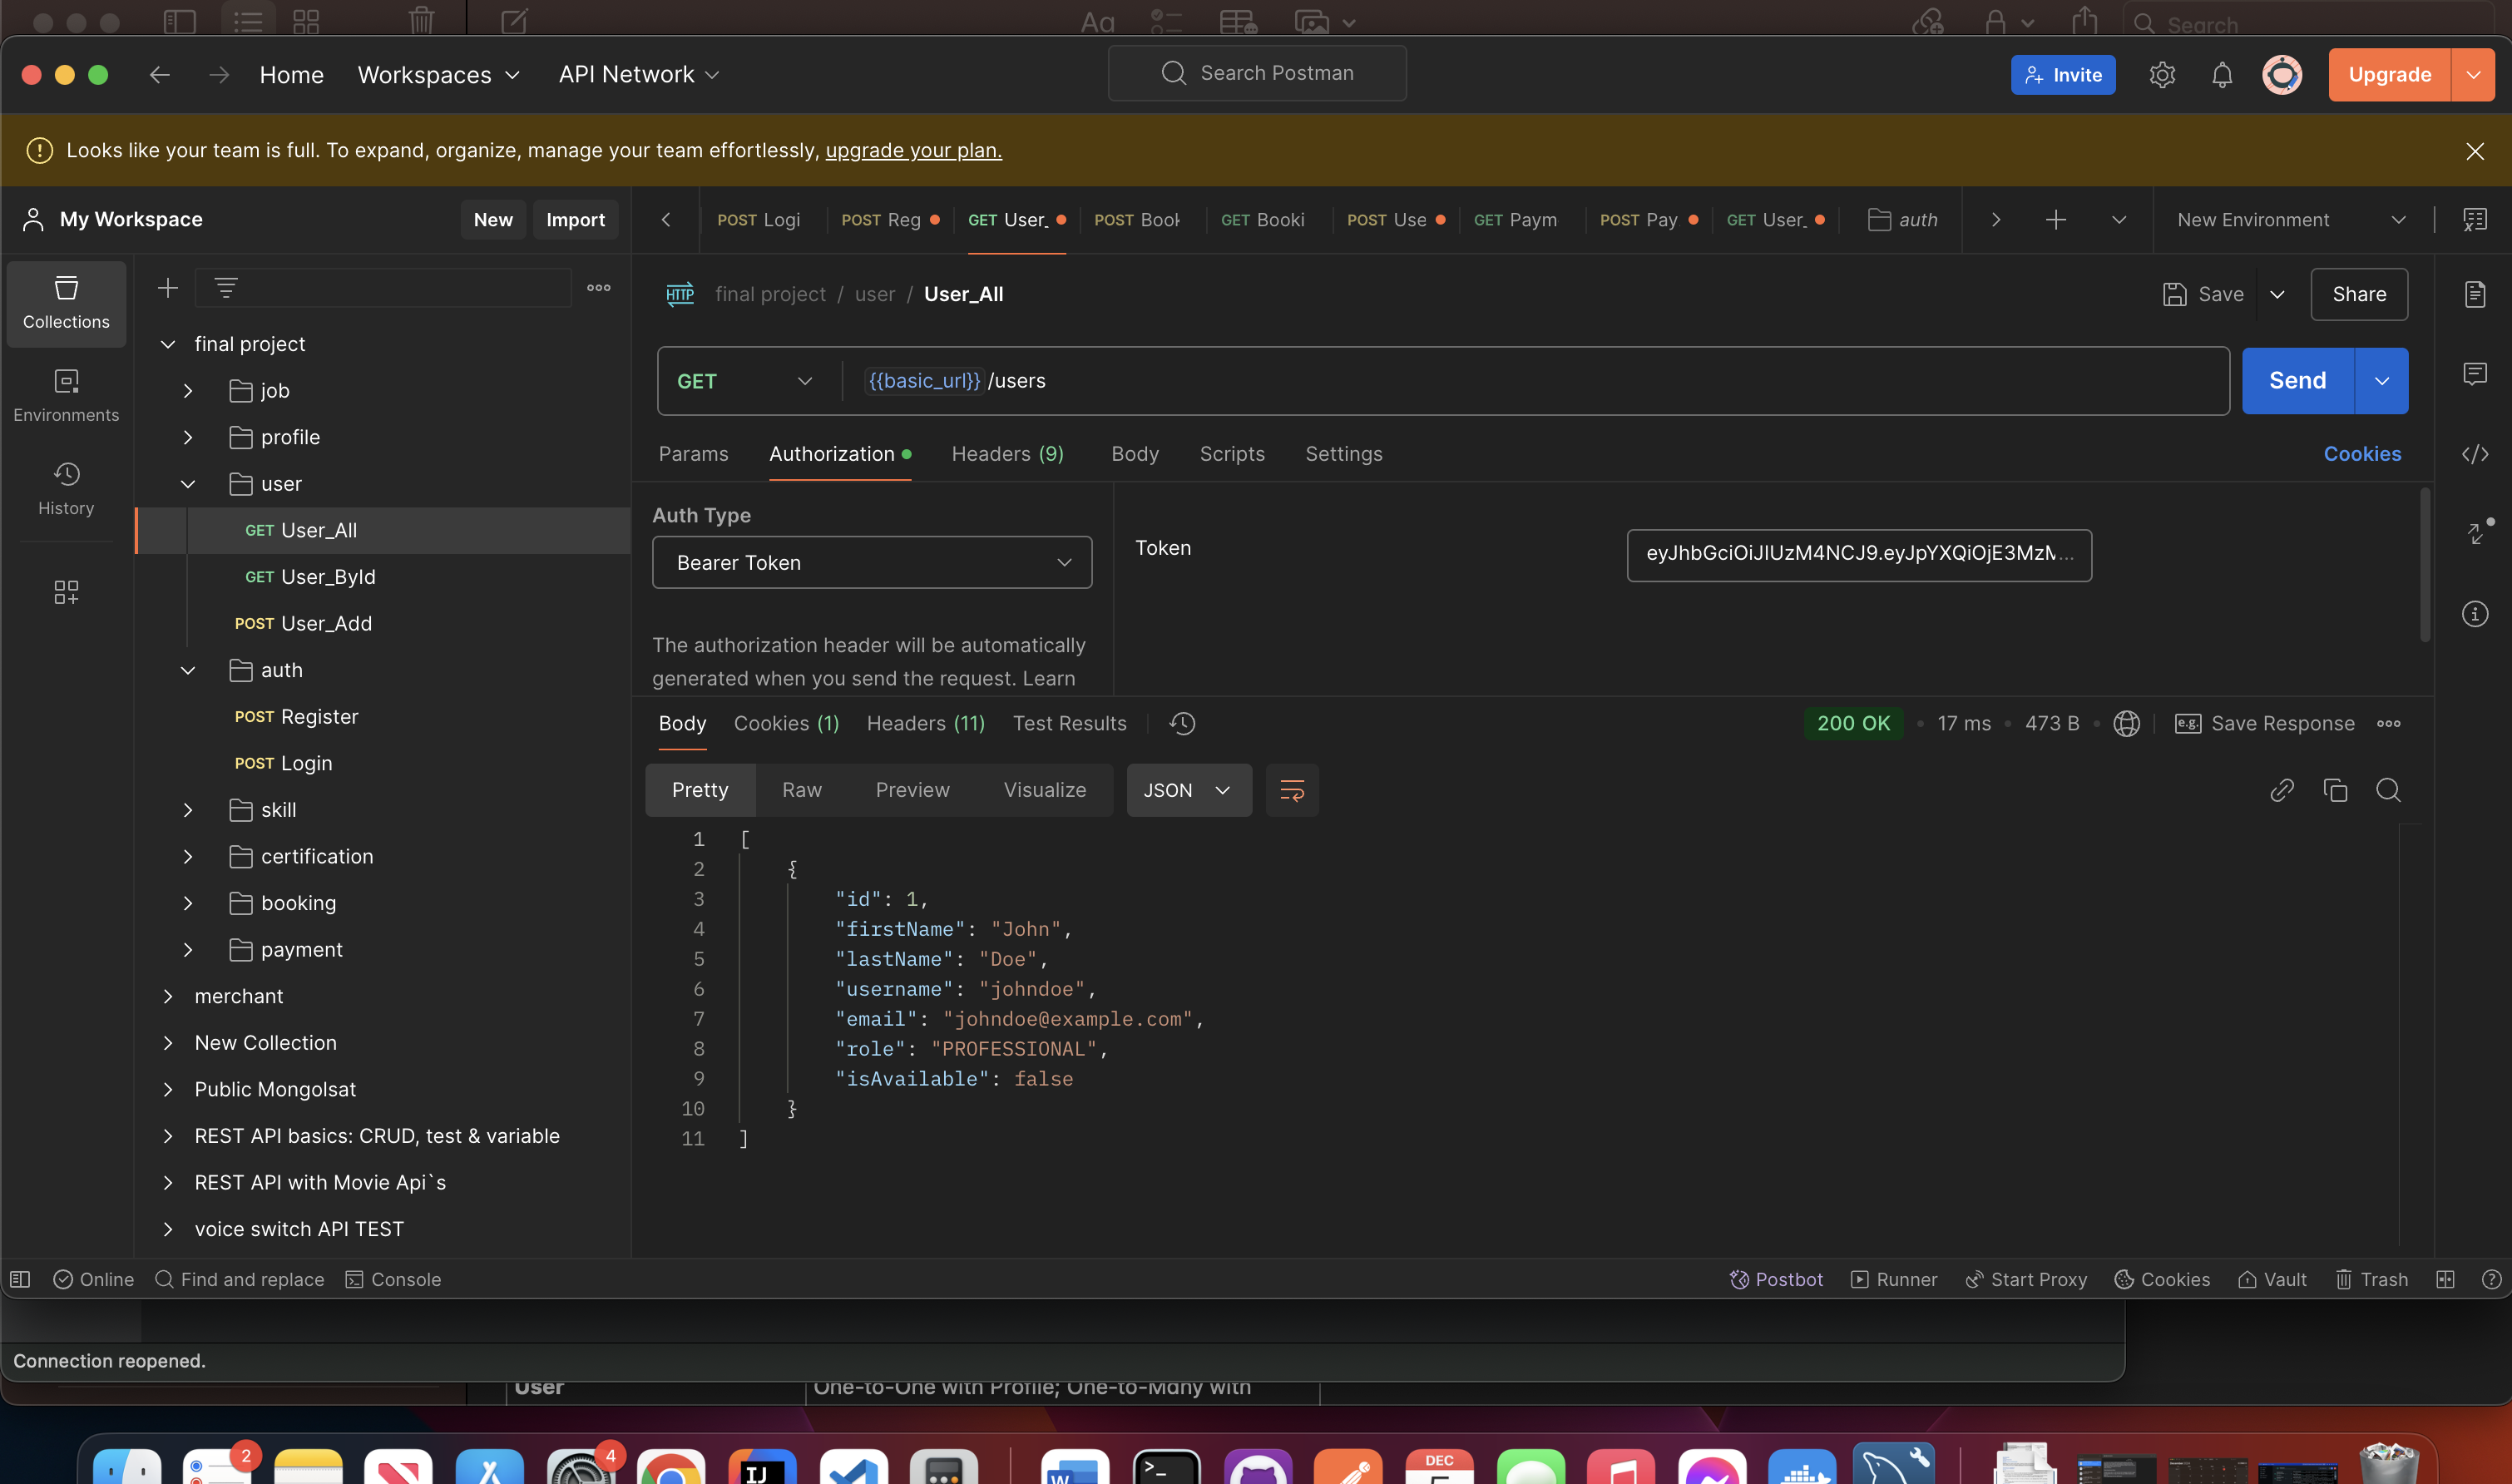 Aa
Search
Home
Workspaces
API Network
Search Postman
Invite
Upgrade
Looks like your team is full. To expand, organize, manage your team effortlessly, upgrade your plan.
My Workspace
New
Import
POST Logi
POST Reg
GET User_
POST Book
GET Booki
POST Use
GET Paym
POST Pay
GET User_
auth
New Environment
Collections
Environments
History
final project
job
profile
user
GET User_All
GET User_ById
POST User_Add
auth
POST Register
POST Login
skill
certification
booking
payment
merchant
New Collection
Public Mongolsat
REST API basics: CRUD, test & variable
REST API with Movie Api`s
voice switch API TEST
HTTP final project / user / User_All
Save
Share
GET
{{basic_url}} /users
Send
Params
Authorization
Headers (9)
Body
Scripts
Settings
Cookies
Auth Type
Bearer Token
The authorization header will be automatically
generated when you send the request. Learn
Token
eyJhbGciOiJIUzM4NCJ9.eyJpYXQiOjE3MzM...
Body
Cookies (1)
Headers (11)
Test Results
200 OK
17 ms
473 B
e.g. Save Response
Pretty
Raw
Preview
Visualize
JSON
1 [
2 {
3 "id": 1,
4 "firstName": "John",
5 "lastName": "Doe",
6 "username": "johndoe",
7 "email": "johndoe@example.com",
8 "role": "PROFESSIONAL",
9 "isAvailable": false
10 }
11 ]
Online
Find and replace
Console
Postbot
Runner
Start Proxy
Cookies
Vault
Trash
Connection reopened.
User
One-to-One with Profile; One-to-Many with
2
4
IJ
W
DEC